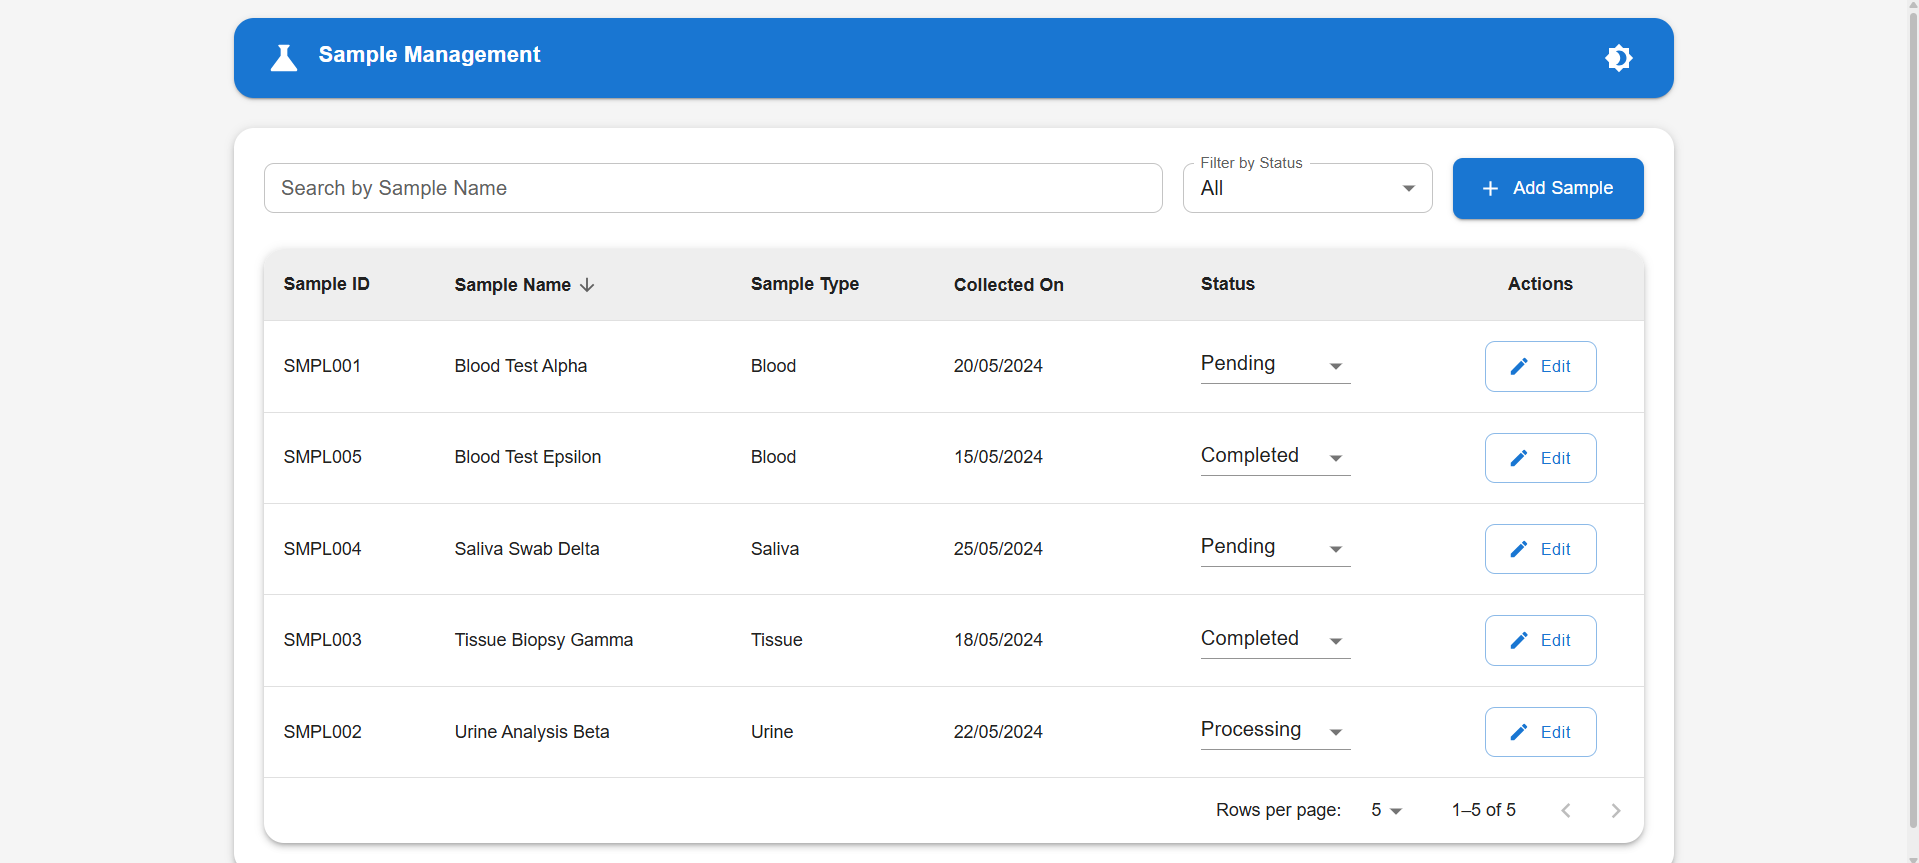 Sample Management
Search by Sample Name
Filter by Status
All
Add Sample
Sample ID Sample Name Sample Type Collected On Status Actions
SMPL001 Blood Test Alpha Blood 20/05/2024 Pending Edit
SMPL005 Blood Test Epsilon Blood 15/05/2024 Completed Edit
SMPL004 Saliva Swab Delta Saliva 25/05/2024 Pending Edit
SMPL003 Tissue Biopsy Gamma Tissue 18/05/2024 Completed Edit
SMPL002 Urine Analysis Beta Urine 22/05/2024 Processing Edit
Rows per page: 5 1–5 of 5